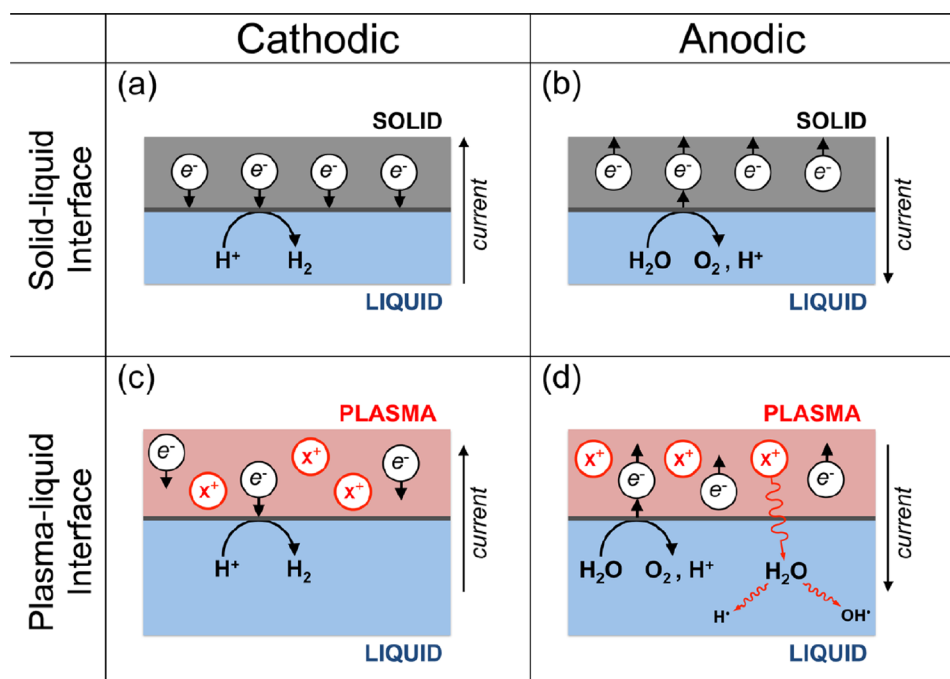 Cathodic
Anodic
Solid-liquid
Interface
(a)
SOLID
e- e- e- e-
H+ H2
LIQUID
current
(b)
SOLID
e- e- e- e-
H2O O2 , H+
LIQUID
current
Plasma-liquid
Interface
(c)
PLASMA
e- x+ e- x+ x+ e-
H+ H2
LIQUID
current
(d)
PLASMA
x+ e- x+ e- x+ e-
H2O O2 , H+ H2O
H• OH•
LIQUID
current